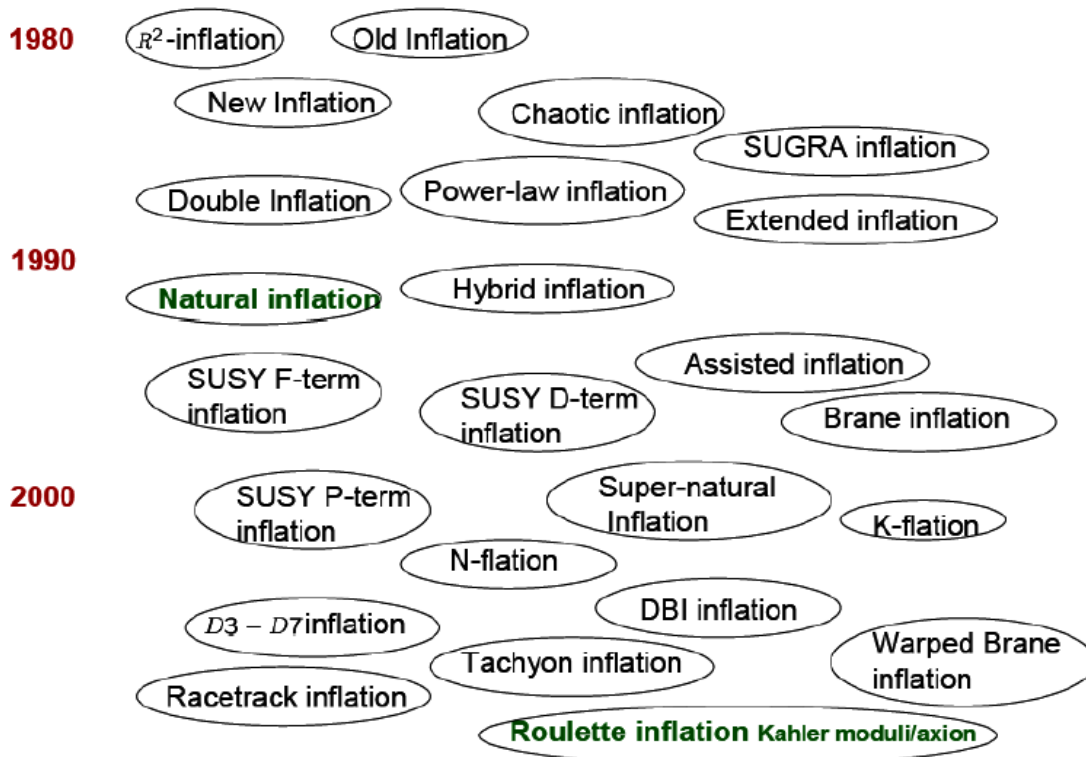 1980
R²-inflation
Old Inflation
New Inflation
Chaotic inflation
SUGRA inflation
Double Inflation
Power-law inflation
Extended inflation
1990
Natural inflation
Hybrid inflation
Assisted inflation
SUSY F-term
inflation
SUSY D-term
inflation
Brane inflation
2000
SUSY P-term
inflation
Super-natural
Inflation
K-flation
N-flation
DBI inflation
D3 − D7inflation
Warped Brane
inflation
Tachyon inflation
Racetrack inflation
Roulette inflation Kahler moduli/axion